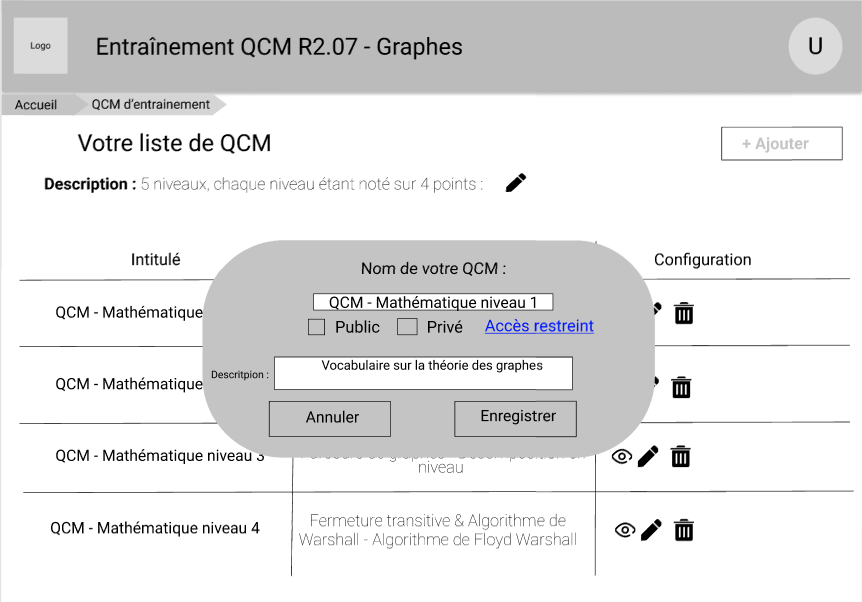 Logo
Entraînement QCM R2.07 - Graphes
U
Accueil
QCM d'entrainement
Votre liste de QCM
+ Ajouter
Description : 5 niveaux, chaque niveau étant noté sur 4 points :
Intitulé
Configuration
Nom de votre QCM :
QCM - Mathématique niveau 1
Public
Privé
Accès restreint
Descritpion :
Vocabulaire sur la théorie des graphes
Annuler
Enregistrer
QCM - Mathématique
QCM - Mathématique
QCM - Mathématique niveau 3
niveau
QCM - Mathématique niveau 4
Fermeture transitive & Algorithme de
Warshall - Algorithme de Floyd Warshall